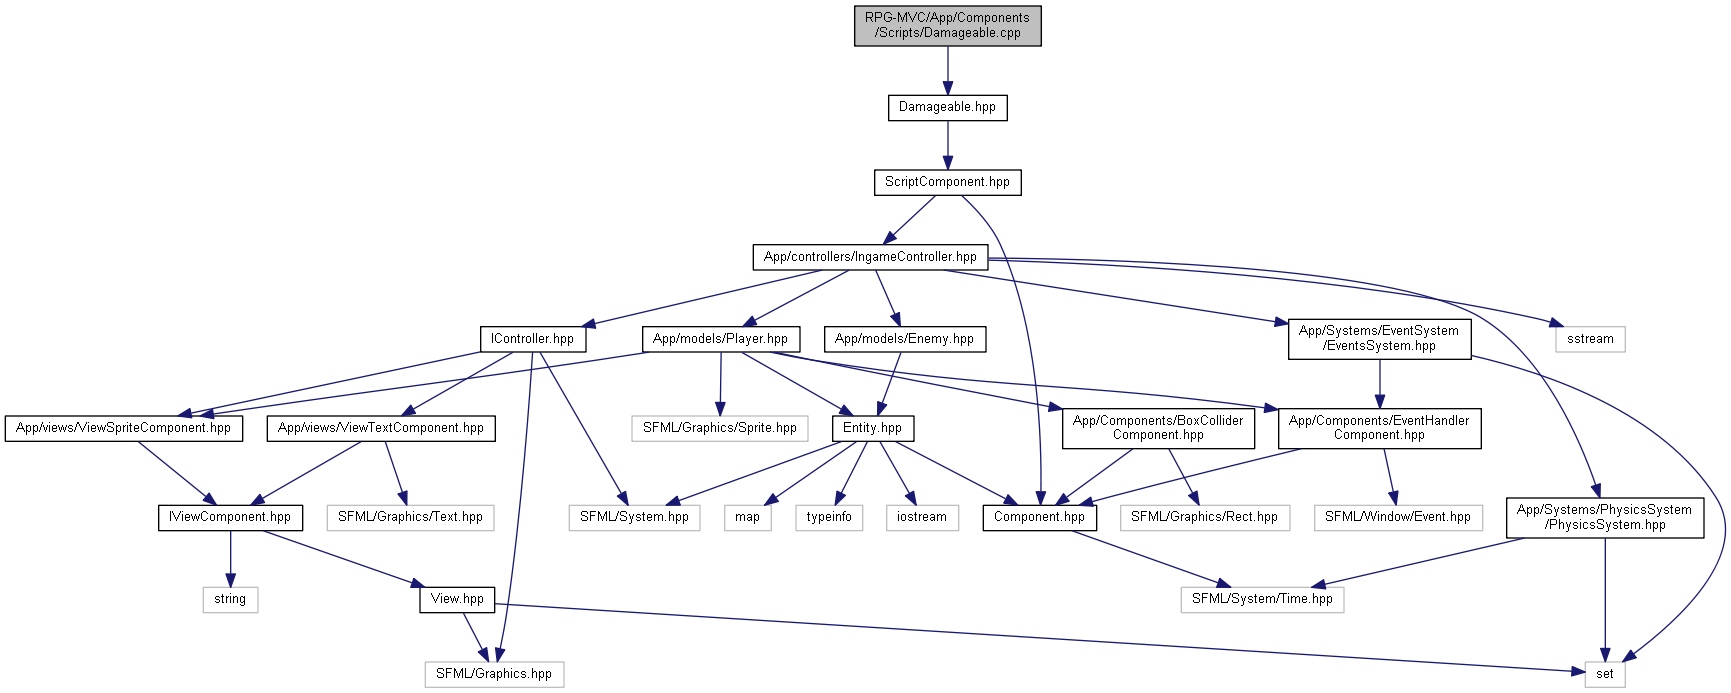 RPG-MVC/App/Components
/Scripts/Damageable.cpp
Damageable.hpp
ScriptComponent.hpp
App/controllers/IngameController.hpp
IController.hpp
App/models/Player.hpp
App/models/Enemy.hpp
App/Systems/EventSystem
/EventsSystem.hpp
sstream
App/views/ViewSpriteComponent.hpp
App/views/ViewTextComponent.hpp
SFML/Graphics/Sprite.hpp
Entity.hpp
App/Components/BoxCollider
Component.hpp
App/Components/EventHandler
Component.hpp
IViewComponent.hpp
SFML/Graphics/Text.hpp
SFML/System.hpp
map
typeinfo
iostream
Component.hpp
SFML/Graphics/Rect.hpp
SFML/Window/Event.hpp
App/Systems/PhysicsSystem
/PhysicsSystem.hpp
string
View.hpp
SFML/System/Time.hpp
SFML/Graphics.hpp
set